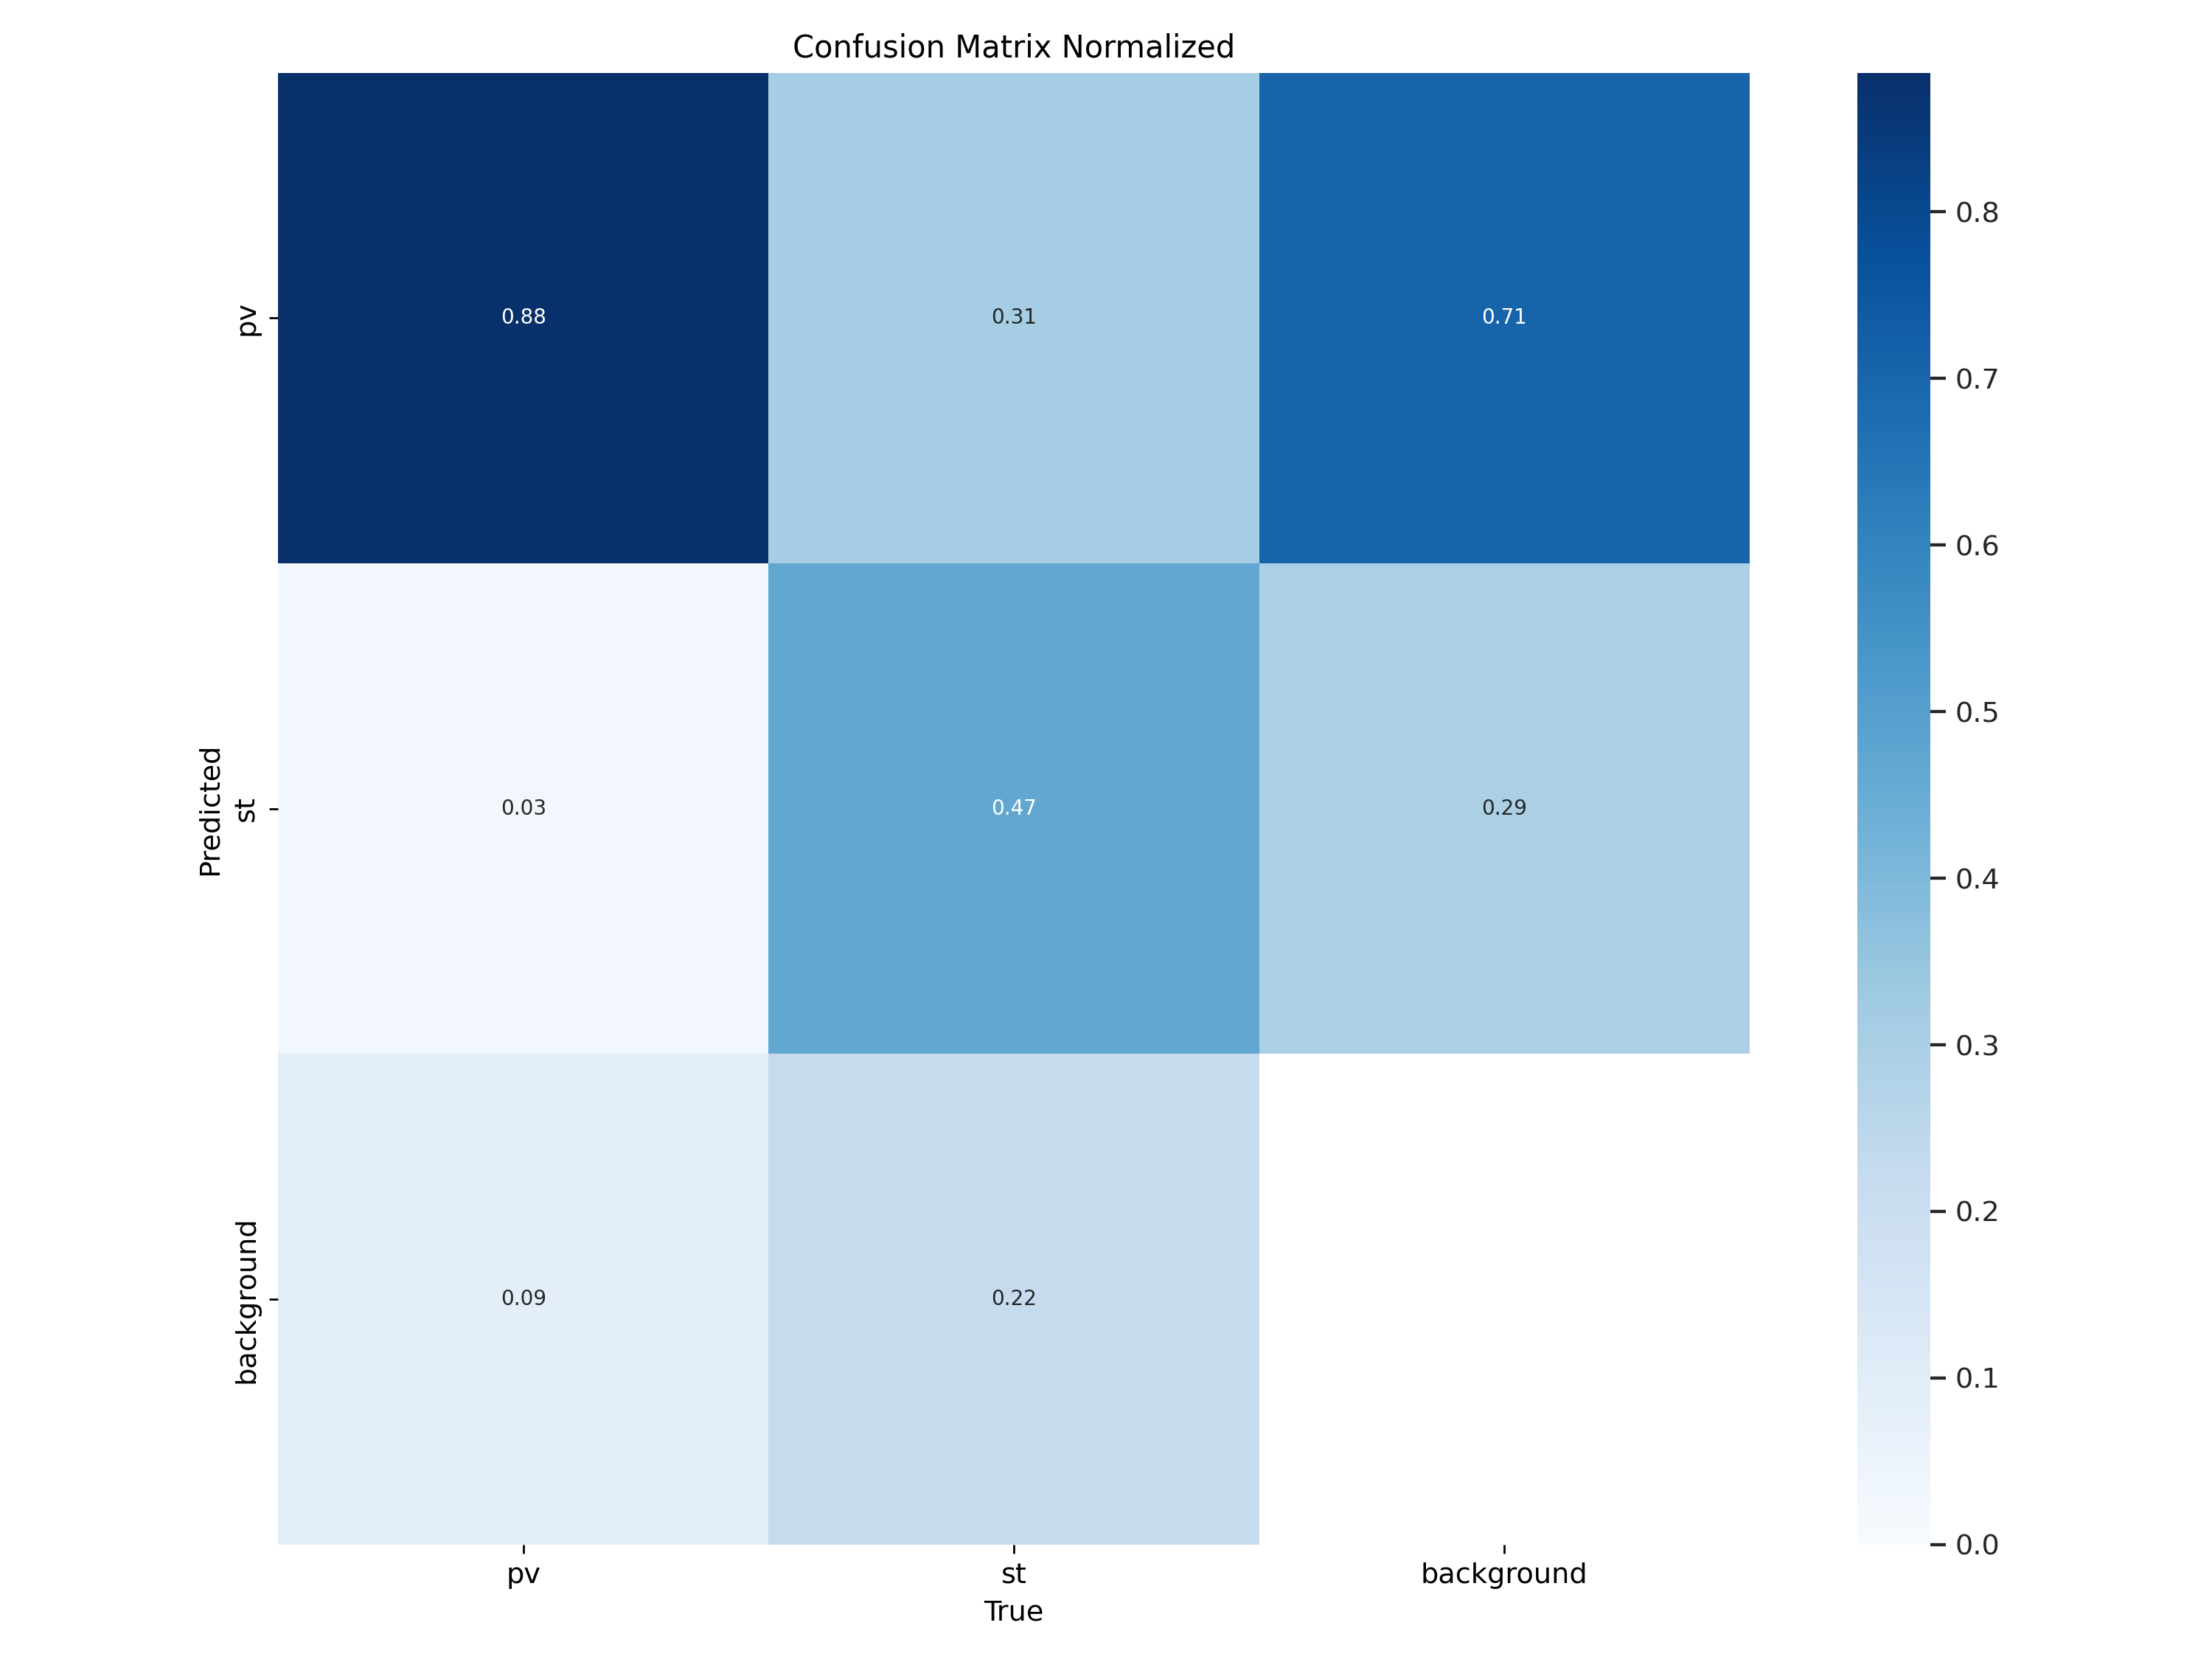 Confusion Matrix Normalized
pv
0.88
0.31
0.71
Predicted
st
0.03
0.47
0.29
background
0.09
0.22
pv
st
background
True
0.8
0.7
0.6
0.5
0.4
0.3
0.2
0.1
0.0